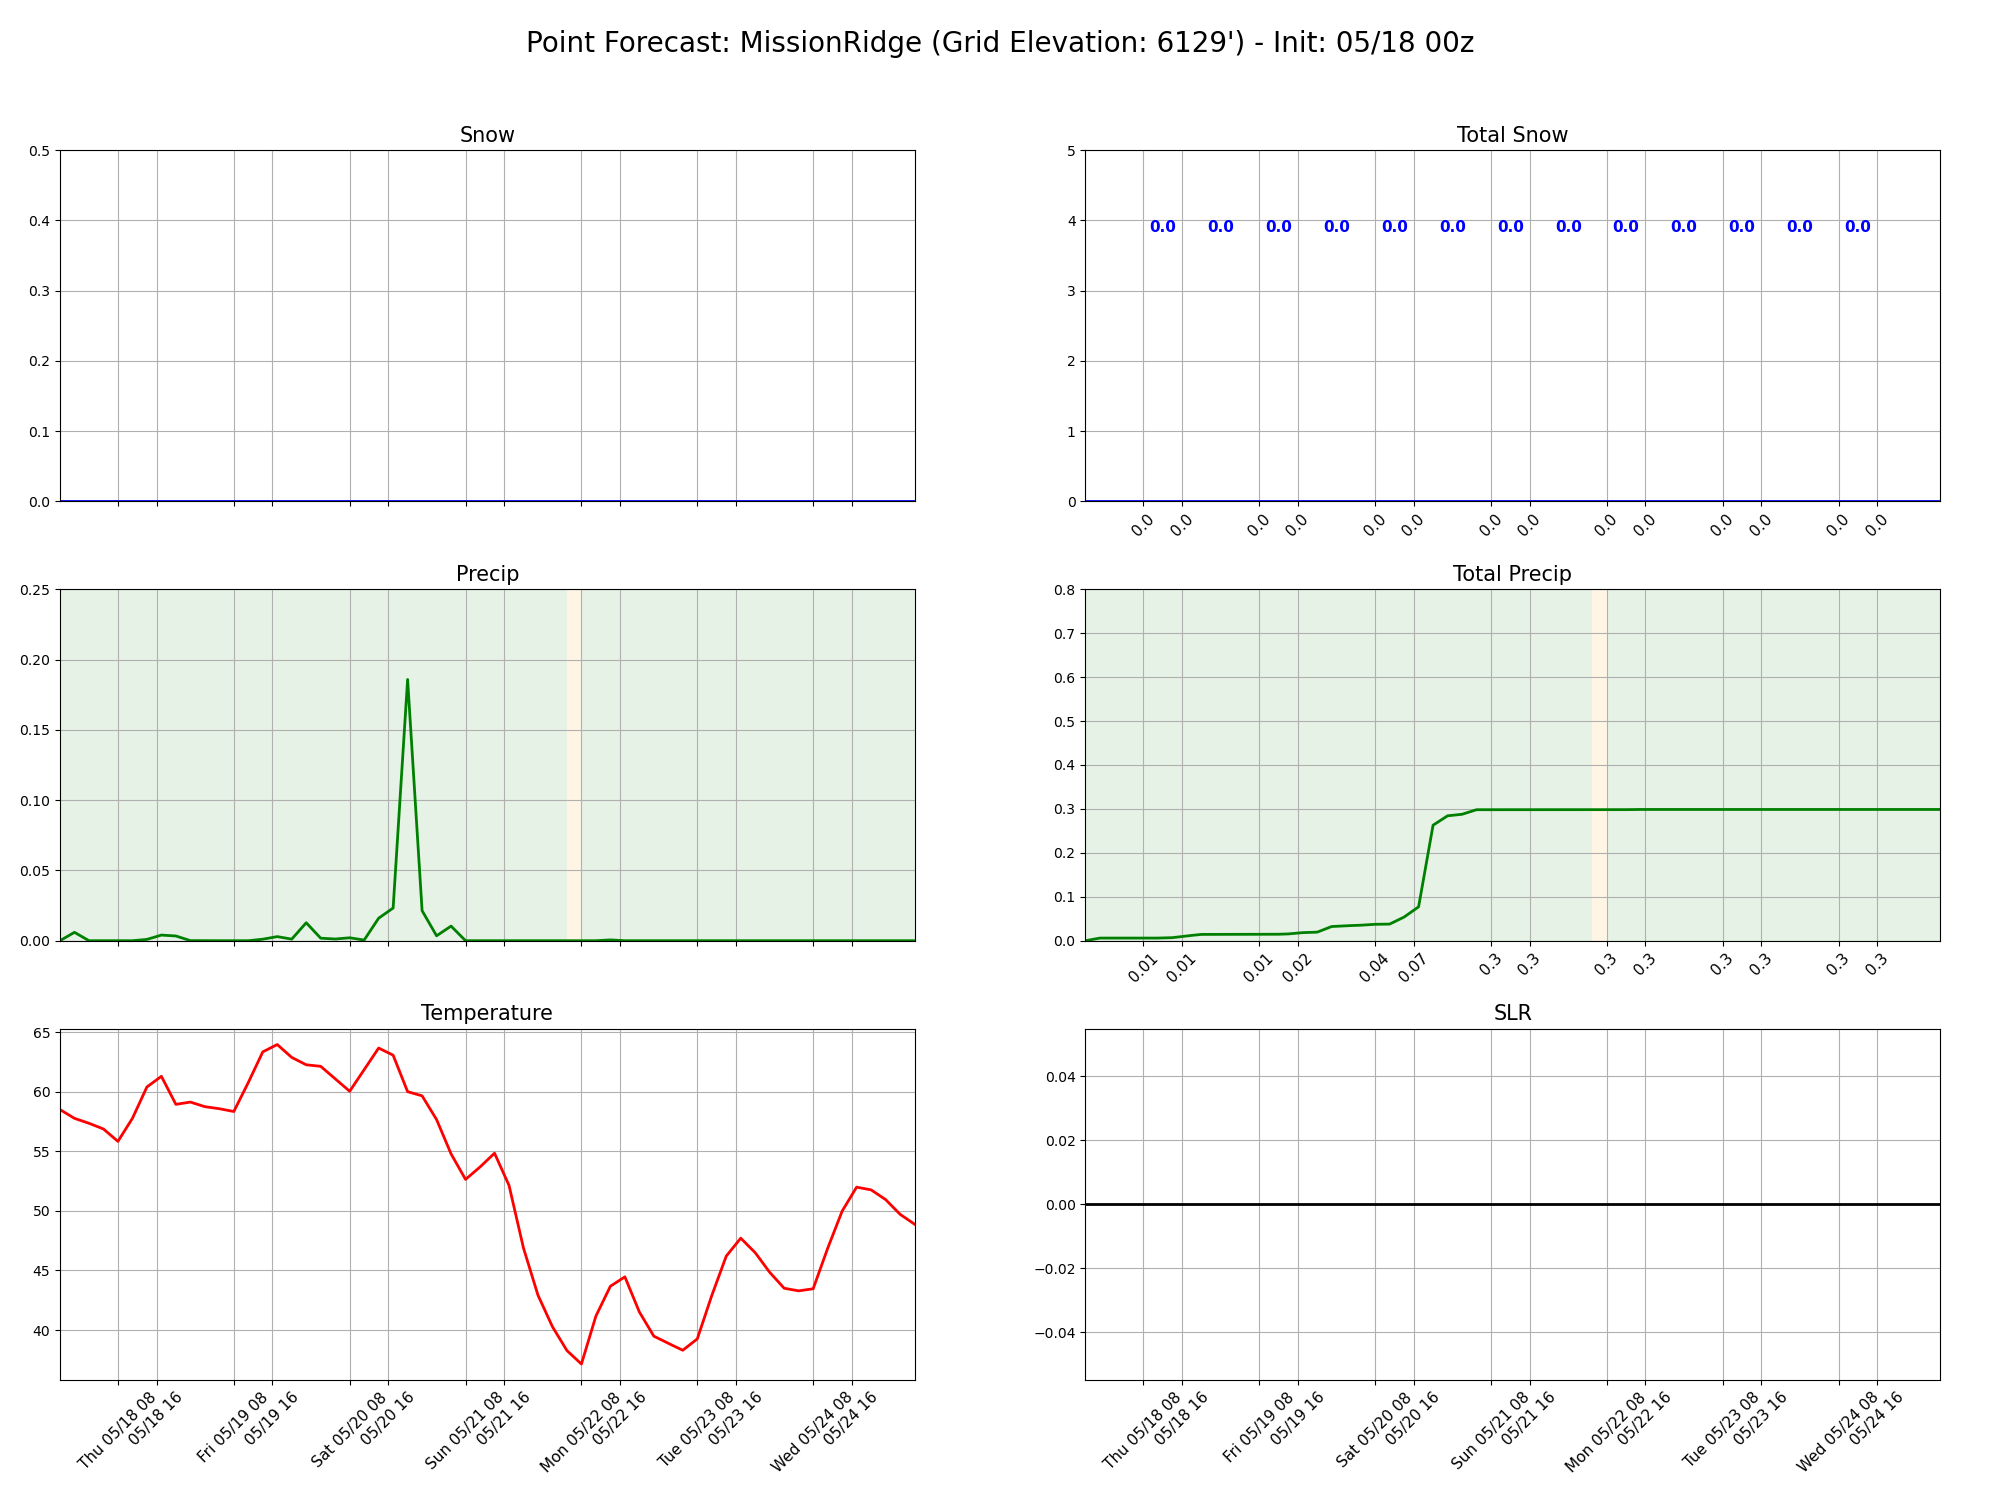 Point Forecast: MissionRidge (Grid Elevation: 6129') - Init: 05/18 00z
Snow
0.5
0.4
0.3
0.2
0.1
0.0
Total Snow
5
4
3
2
1
0
0.0 0.0 0.0 0.0 0.0 0.0 0.0 0.0 0.0 0.0 0.0 0.0 0.0
0.0 0.0 0.0 0.0 0.0 0.0 0.0 0.0 0.0 0.0 0.0 0.0 0.0 0.0
Precip
0.25
0.20
0.15
0.10
0.05
0.00
Total Precip
0.8
0.7
0.6
0.5
0.4
0.3
0.2
0.1
0.0
0.01 0.01 0.01 0.02 0.04 0.07 0.3 0.3 0.3 0.3 0.3 0.3 0.3 0.3
Temperature
65
60
55
50
45
40
Thu 05/18 08
05/18 16
Fri 05/19 08
05/19 16
Sat 05/20 08
05/20 16
Sun 05/21 08
05/21 16
Mon 05/22 08
05/22 16
Tue 05/23 08
05/23 16
Wed 05/24 08
05/24 16
SLR
0.04
0.02
0.00
−0.02
−0.04
Thu 05/18 08
05/18 16
Fri 05/19 08
05/19 16
Sat 05/20 08
05/20 16
Sun 05/21 08
05/21 16
Mon 05/22 08
05/22 16
Tue 05/23 08
05/23 16
Wed 05/24 08
05/24 16